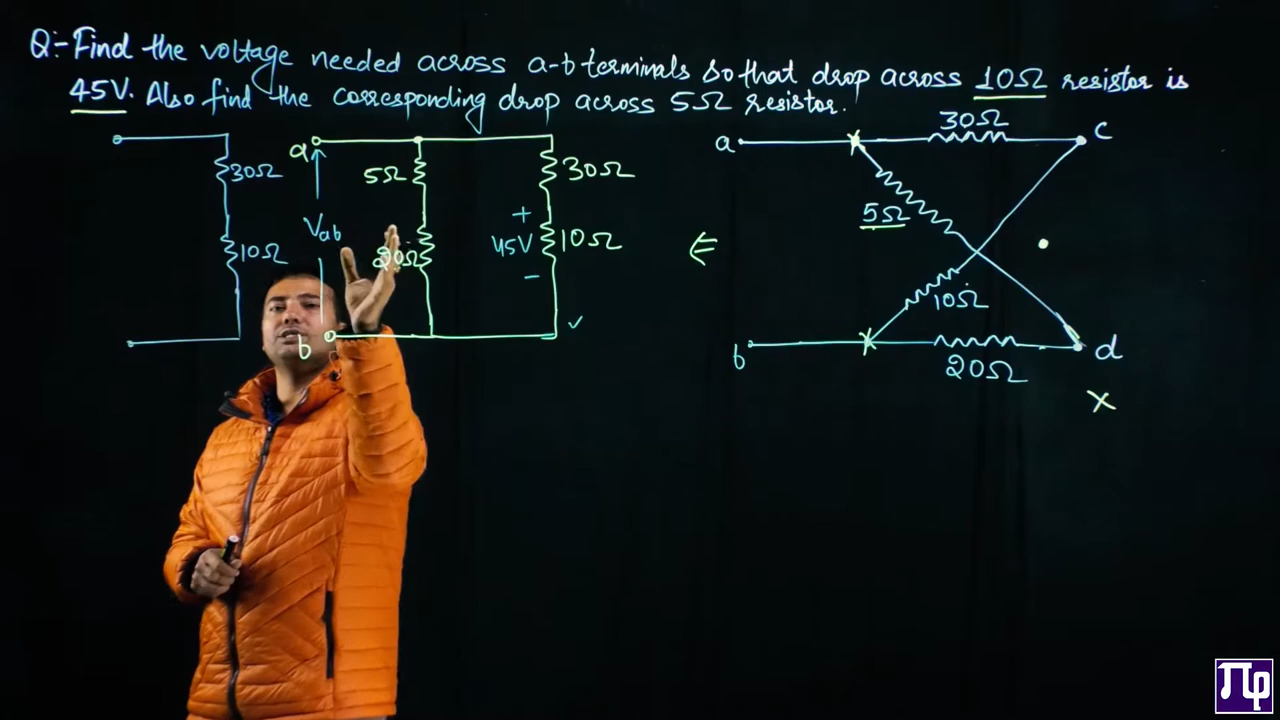 Q:- Find the voltage needed across a-b terminals so that drop across 10Ω resistor is
45V. Also find the corresponding drop across 5Ω resistor.
30Ω
10Ω
a
Vab
b
5Ω
20Ω
30Ω
+
45V
-
10Ω
✓
⇐
a
30Ω
c
5Ω
10Ω
b
20Ω
d
x
πφ